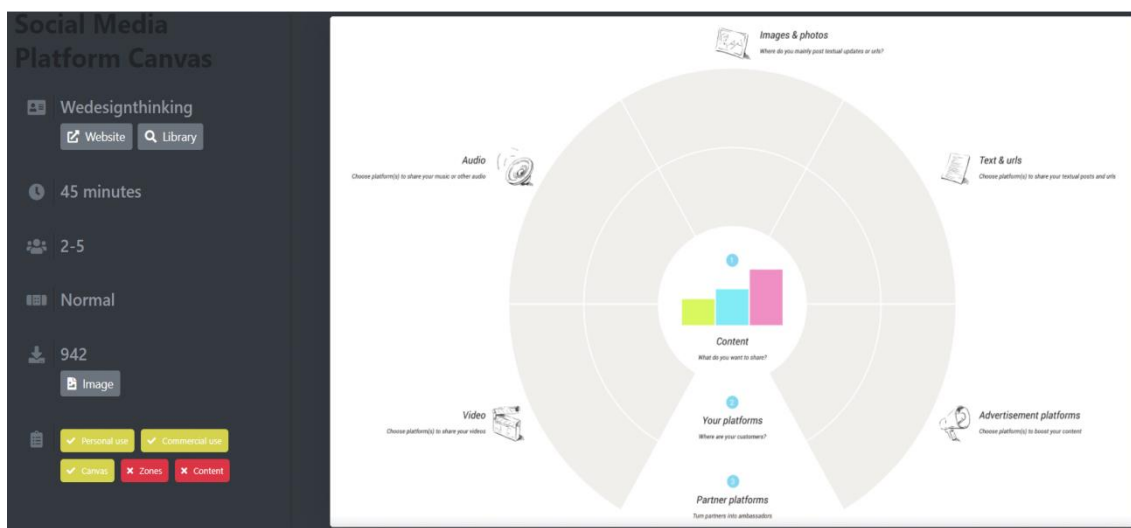 Social Media
Platform Canvas
Wedesignthinking
Website
Library
45 minutes
2-5
Normal
942
Image
Personal use
Commercial use
Canvas
Zones
Content
Images & photos
Where do you mainly post textual updates or urls?
Audio
Choose platform(s) to share your music or other audio
Text & urls
Choose platform(s) to share your textual posts and urls
1
Content
What do you want to share?
Video
Choose platform(s) to share your videos
2
Your platforms
Where are your customers?
Advertisement platforms
Choose platform(s) to boost your content
3
Partner platforms
Turn partners into ambassadors